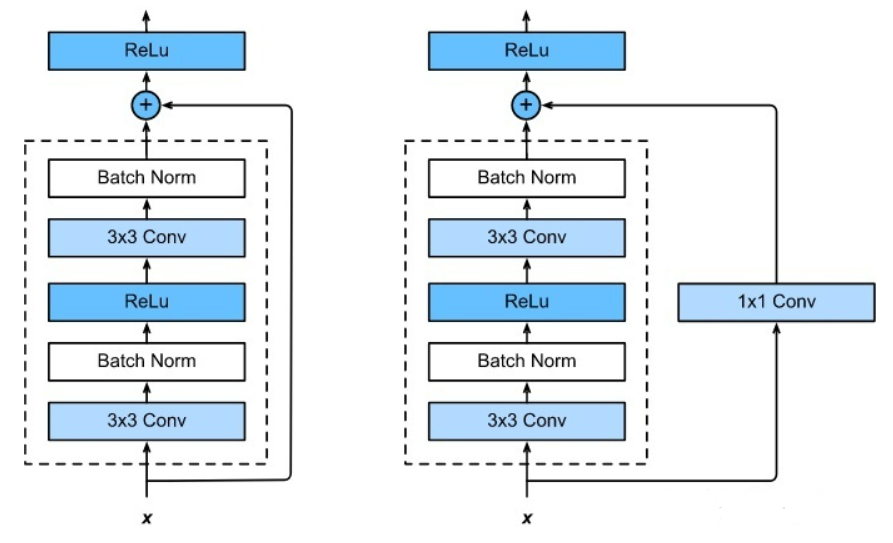 ReLu
+
Batch Norm
3x3 Conv
ReLu
Batch Norm
3x3 Conv
x
ReLu
+
Batch Norm
3x3 Conv
ReLu
Batch Norm
3x3 Conv
1x1 Conv
x